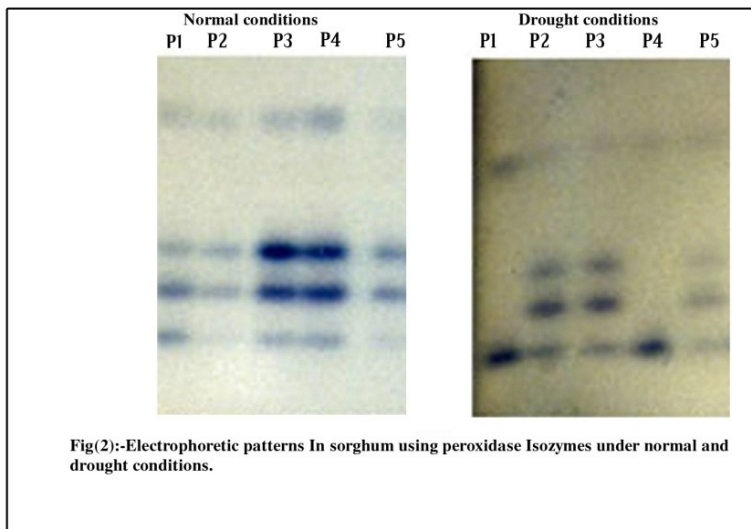 Normal conditions Drought conditions
P1 P2 P3 P4 P5 P1 P2 P3 P4 P5
Fig(2):-Electrophoretic patterns In sorghum using peroxidase Isozymes under normal and
drought conditions.